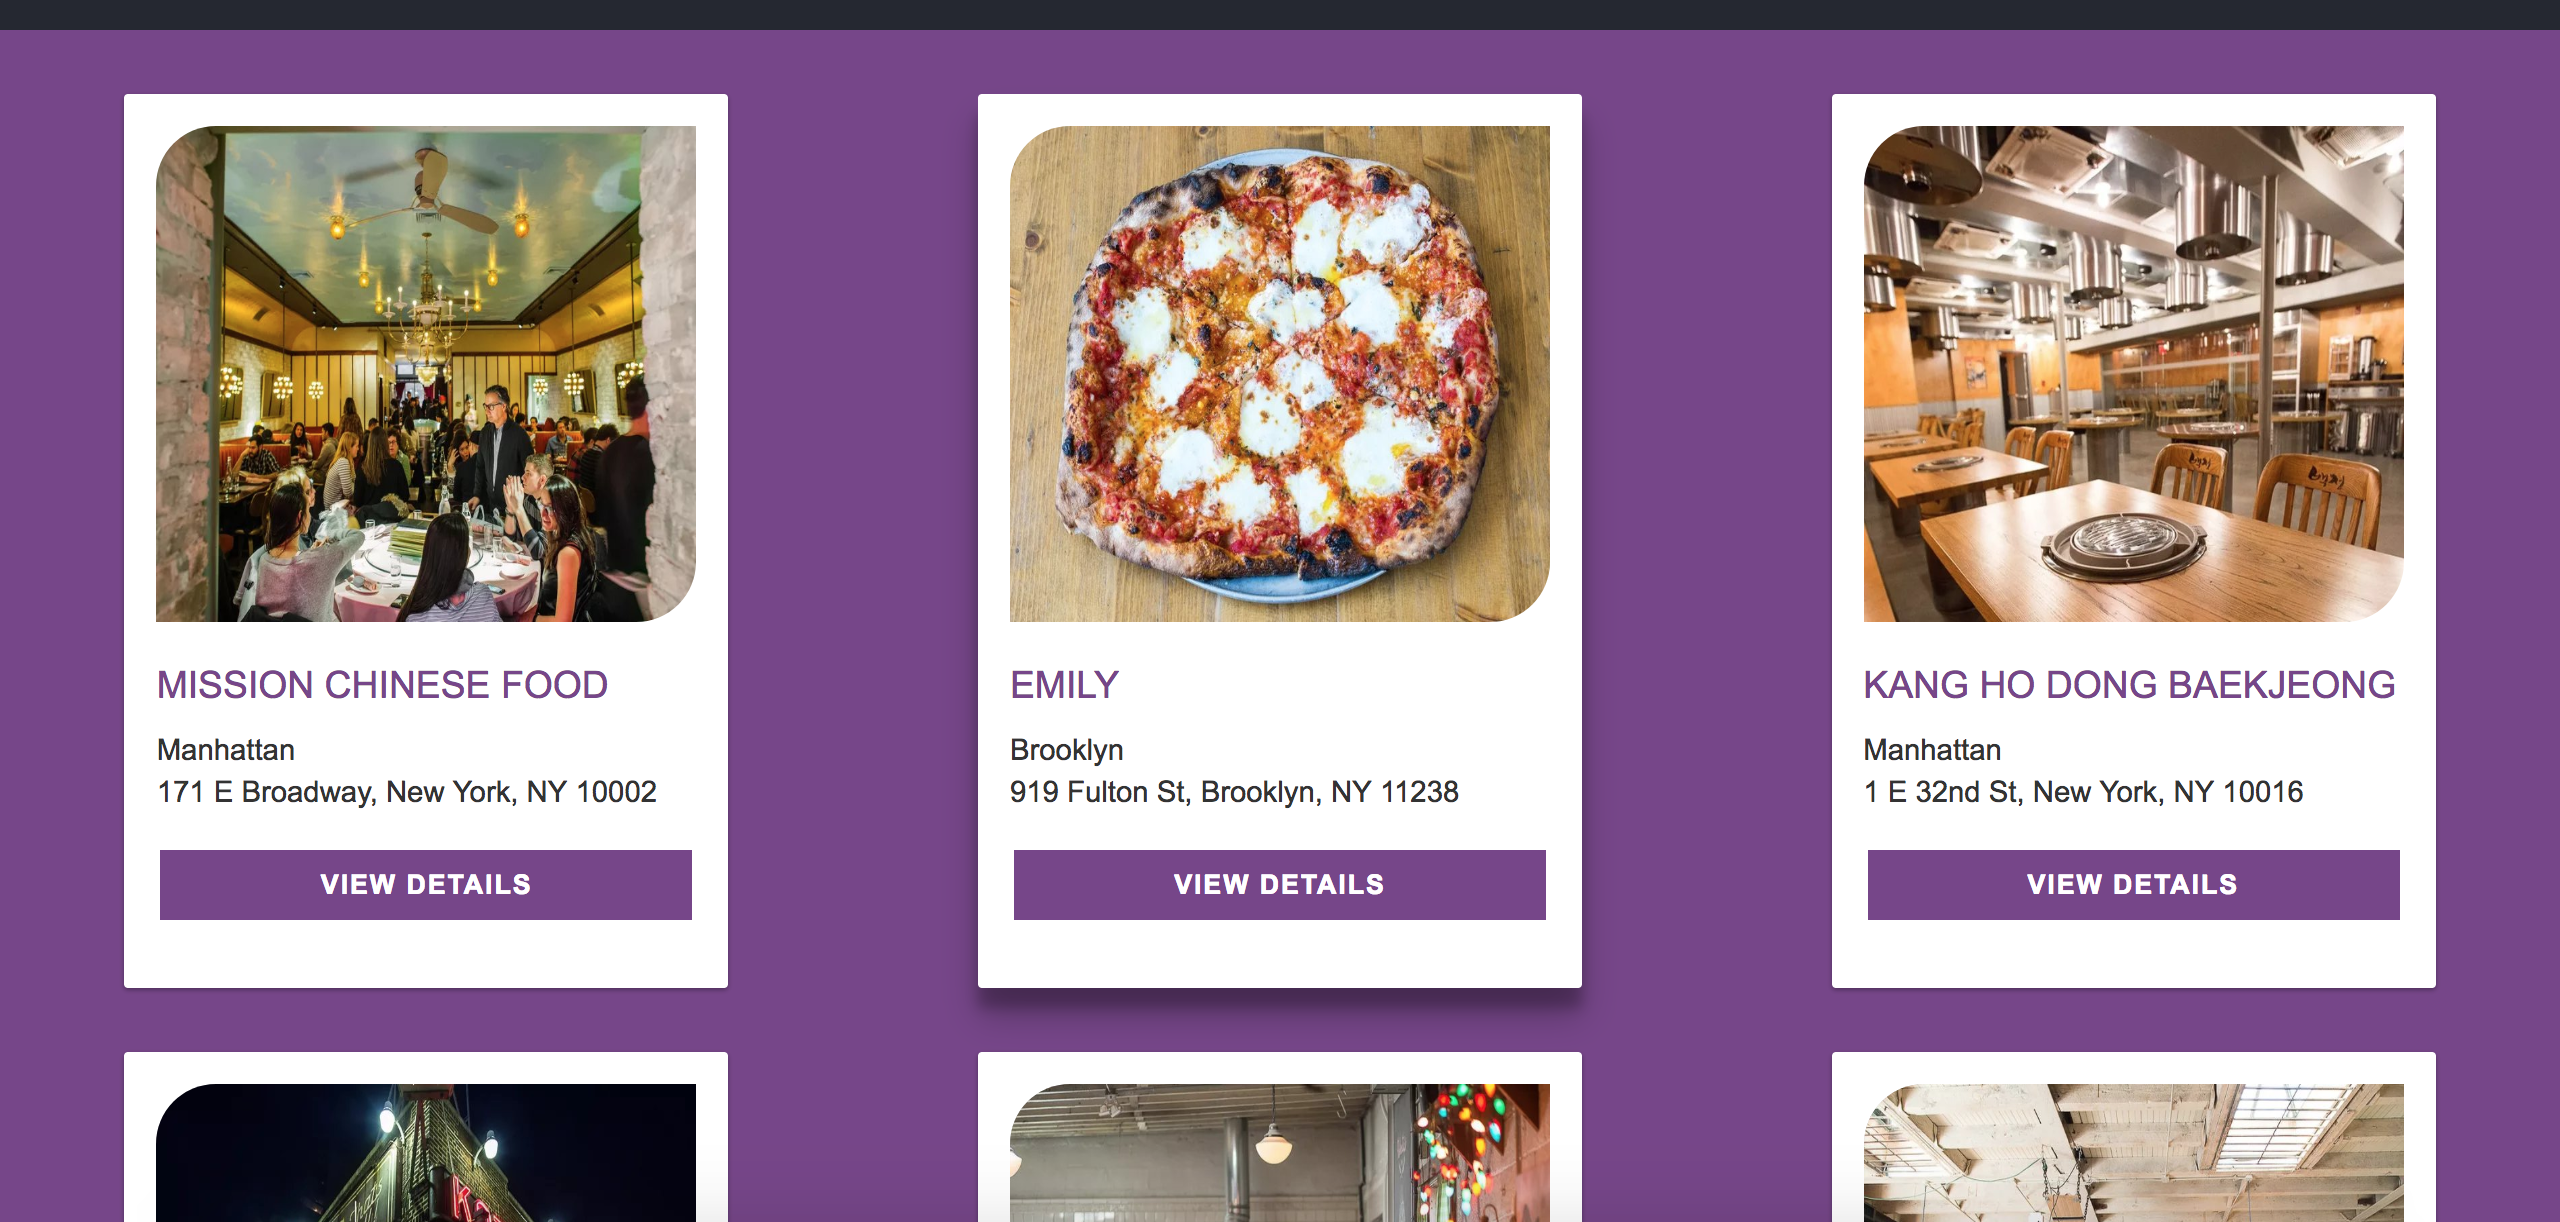 MISSION CHINESE FOOD
Manhattan
171 E Broadway, New York, NY 10002
VIEW DETAILS
EMILY
Brooklyn
919 Fulton St, Brooklyn, NY 11238
VIEW DETAILS
KANG HO DONG BAEKJEONG
Manhattan
1 E 32nd St, New York, NY 10016
VIEW DETAILS